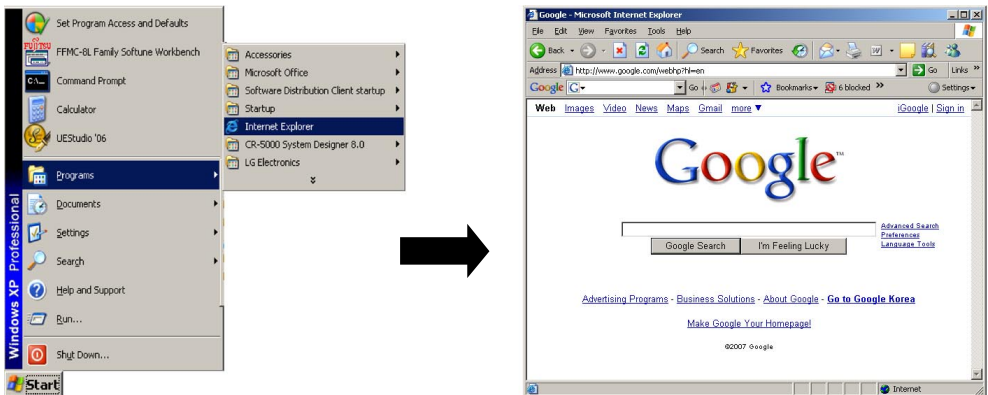 Set Program Access and Defaults
FUJITSU
FFMC-8L Family Softune Workbench
C:\_
Command Prompt
Calculator
UEStudio '06
Programs
Documents
Settings
Search
Help and Support
Run...
Shut Down...
Windows XP Professional
Start
Accessories
Microsoft Office
Software Distribution Client startup
Startup
Internet Explorer
CR-5000 System Designer 8.0
LG Electronics
Google - Microsoft Internet Explorer
File Edit View Favorites Tools Help
Back Search Favorites
Address http://www.google.com/webhp?hl=en Go Links »
Google G Go Bookmarks 6 blocked » Settings
Web Images Video News Maps Gmail more ▼ iGoogle | Sign in
Google™
Advanced Search
Preferences
Language Tools
Google Search I'm Feeling Lucky
Advertising Programs - Business Solutions - About Google - Go to Google Korea
Make Google Your Homepage!
©2007 Google
Internet